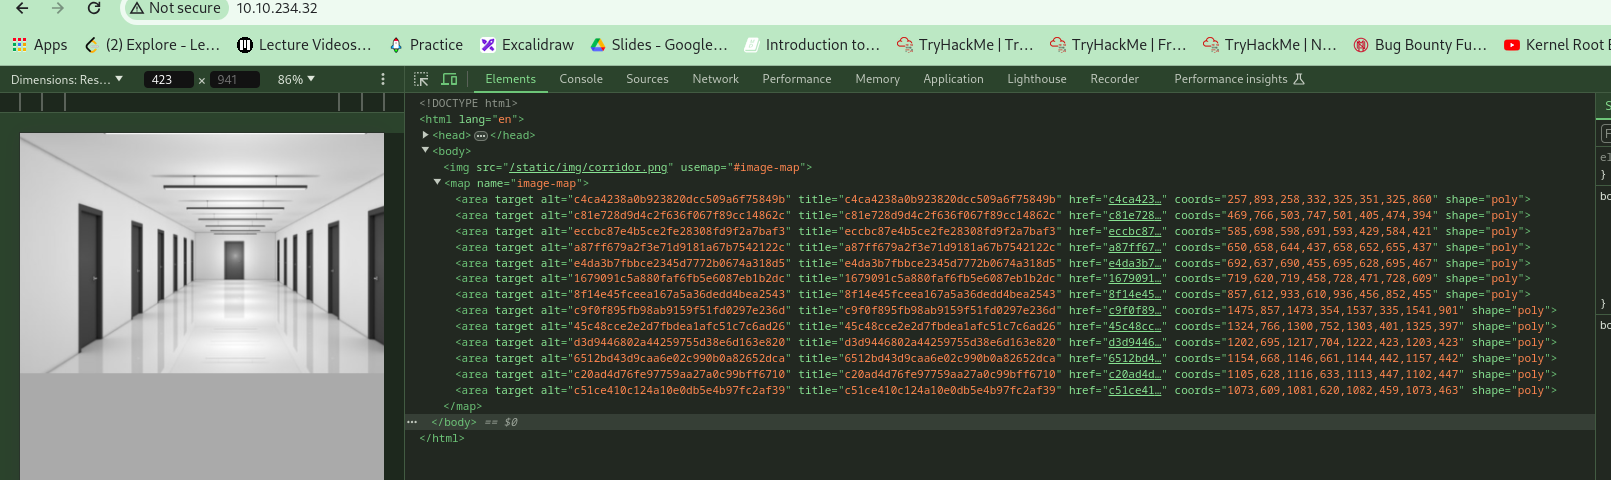 Not secure 10.10.234.32
Apps (2) Explore - Le... Lecture Videos... Practice Excalidraw Slides - Google... Introduction to... TryHackMe | Tr... TryHackMe | Fr... TryHackMe | N... Bug Bounty Fu... Kernel Root E
Dimensions: Res... 423 × 941 86% Elements Console Sources Network Performance Memory Application Lighthouse Recorder Performance insights
<!DOCTYPE html>
<html lang="en">
<head> ••• </head>
<body>
<img src="/static/img/corridor.png" usemap="#image-map">
<map name="image-map">
<area target alt="c4ca4238a0b923820dcc509a6f75849b" title="c4ca4238a0b923820dcc509a6f75849b" href="c4ca423…" coords="257,893,258,332,325,351,325,860" shape="poly">
<area target alt="c81e728d9d4c2f636f067f89cc14862c" title="c81e728d9d4c2f636f067f89cc14862c" href="c81e728…" coords="469,766,503,747,501,405,474,394" shape="poly">
<area target alt="eccbc87e4b5ce2fe28308fd9f2a7baf3" title="eccbc87e4b5ce2fe28308fd9f2a7baf3" href="eccbc87…" coords="585,698,598,691,593,429,584,421" shape="poly">
<area target alt="a87ff679a2f3e71d9181a67b7542122c" title="a87ff679a2f3e71d9181a67b7542122c" href="a87ff67…" coords="650,658,644,437,658,652,655,437" shape="poly">
<area target alt="e4da3b7fbbce2345d7772b0674a318d5" title="e4da3b7fbbce2345d7772b0674a318d5" href="e4da3b7…" coords="692,637,690,455,695,628,695,467" shape="poly">
<area target alt="1679091c5a880faf6fb5e6087eb1b2dc" title="1679091c5a880faf6fb5e6087eb1b2dc" href="1679091…" coords="719,620,719,458,728,471,728,609" shape="poly">
<area target alt="8f14e45fceea167a5a36dedd4bea2543" title="8f14e45fceea167a5a36dedd4bea2543" href="8f14e45…" coords="857,612,933,610,936,456,852,455" shape="poly">
<area target alt="c9f0f895fb98ab9159f51fd0297e236d" title="c9f0f895fb98ab9159f51fd0297e236d" href="c9f0f89…" coords="1475,857,1473,354,1537,335,1541,901" shape="poly">
<area target alt="45c48cce2e2d7fbdea1afc51c7c6ad26" title="45c48cce2e2d7fbdea1afc51c7c6ad26" href="45c48cc…" coords="1324,766,1300,752,1303,401,1325,397" shape="poly">
<area target alt="d3d9446802a44259755d38e6d163e820" title="d3d9446802a44259755d38e6d163e820" href="d3d9446…" coords="1202,695,1217,704,1222,423,1203,423" shape="poly">
<area target alt="6512bd43d9caa6e02c990b0a82652dca" title="6512bd43d9caa6e02c990b0a82652dca" href="6512bd4…" coords="1154,668,1146,661,1144,442,1157,442" shape="poly">
<area target alt="c20ad4d76fe97759aa27a0c99bff6710" title="c20ad4d76fe97759aa27a0c99bff6710" href="c20ad4d…" coords="1105,628,1116,633,1113,447,1102,447" shape="poly">
<area target alt="c51ce410c124a10e0db5e4b97fc2af39" title="c51ce410c124a10e0db5e4b97fc2af39" href="c51ce41…" coords="1073,609,1081,620,1082,459,1073,463" shape="poly">
</map>
••• </body> == $0
</html>
S
F
el
}
bo
}
bo